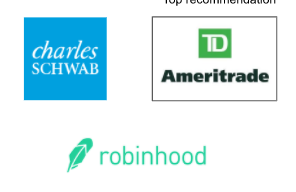 Top recommendation
charles
SCHWAB
TD
Ameritrade
robinhood